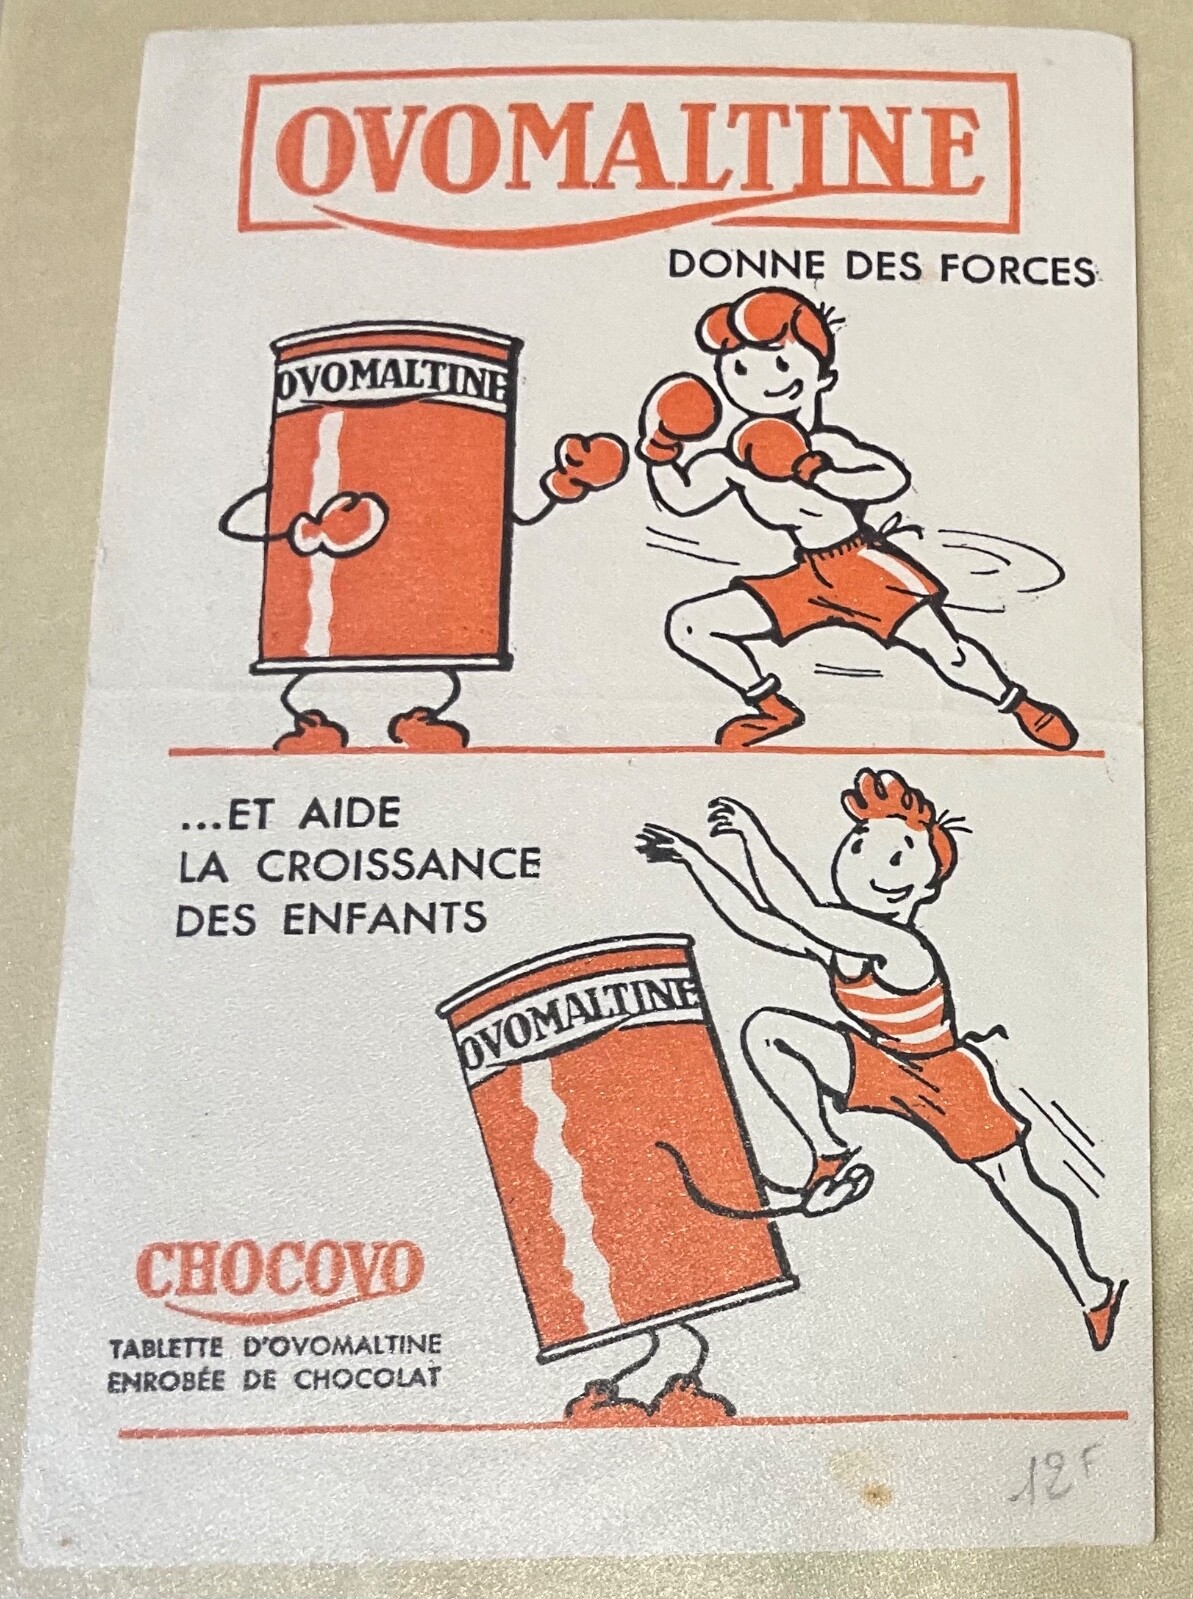 OVOMALTINE
DONNE DES FORCES
OVOMALTINE
...ET AIDE
LA CROISSANCE
DES ENFANTS
OVOMALTINE
CHOCOVO
TABLETTE D'OVOMALTINE
ENROBÉE DE CHOCOLAT
12F